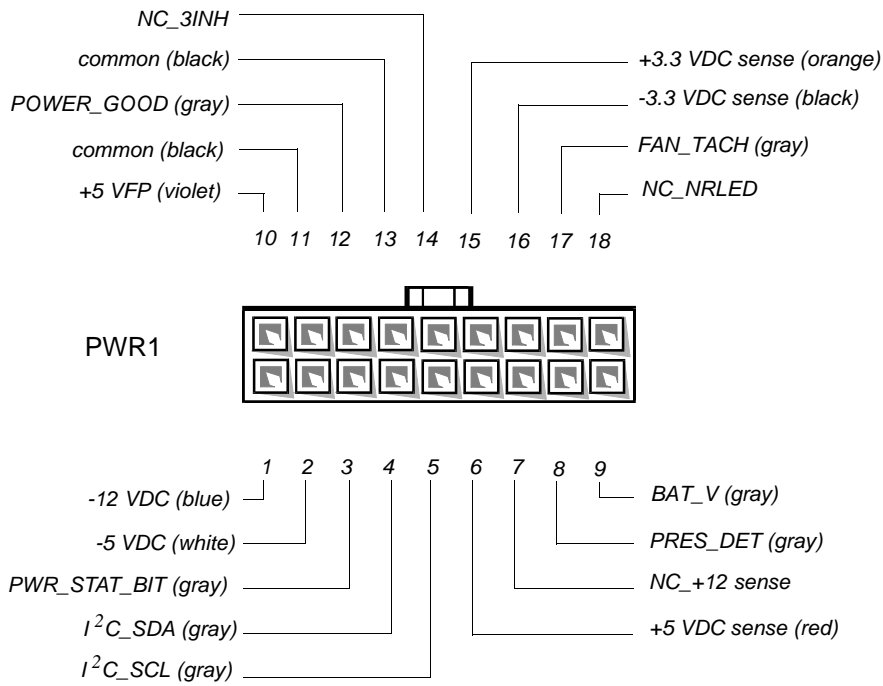 NC_3INH
common (black)
+3.3 VDC sense (orange)
POWER_GOOD (gray)
-3.3 VDC sense (black)
common (black)
FAN_TACH (gray)
+5 VFP (violet)
NC_NRLED
10 11 12 13 14 15 16 17 18
PWR1
1 2 3 4 5 6 7 8 9
-12 VDC (blue)
BAT_V (gray)
-5 VDC (white)
PRES_DET (gray)
PWR_STAT_BIT (gray)
NC_+12 sense
I²C_SDA (gray)
+5 VDC sense (red)
I²C_SCL (gray)